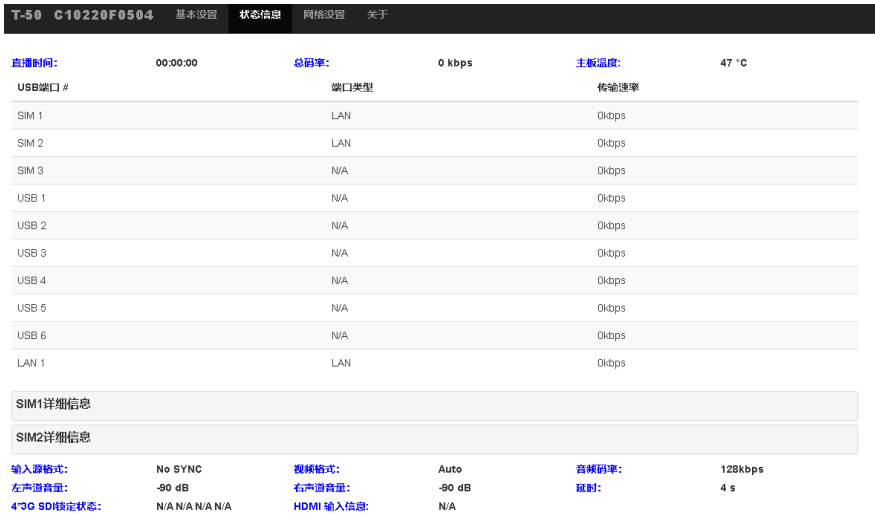 T-50 C10220F0504 基本设置 状态信息 网络设置 关于
直播时间: 00:00:00 总码率: 0 kbps 主板温度: 47 °C
USB端口 # 端口类型 传输速率
SIM 1 LAN 0kbps
SIM 2 LAN 0kbps
SIM 3 N/A 0kbps
USB 1 N/A 0kbps
USB 2 N/A 0kbps
USB 3 N/A 0kbps
USB 4 N/A 0kbps
USB 5 N/A 0kbps
USB 6 N/A 0kbps
LAN 1 LAN 0kbps
SIM1详细信息
SIM2详细信息
输入源格式: No SYNC 视频格式: Auto 音频码率: 128kbps
左声道音量: -90 dB 右声道音量: -90 dB 延时: 4 s
4*3G SDI锁定状态: N/A N/A N/A N/A HDMI 输入信息: N/A